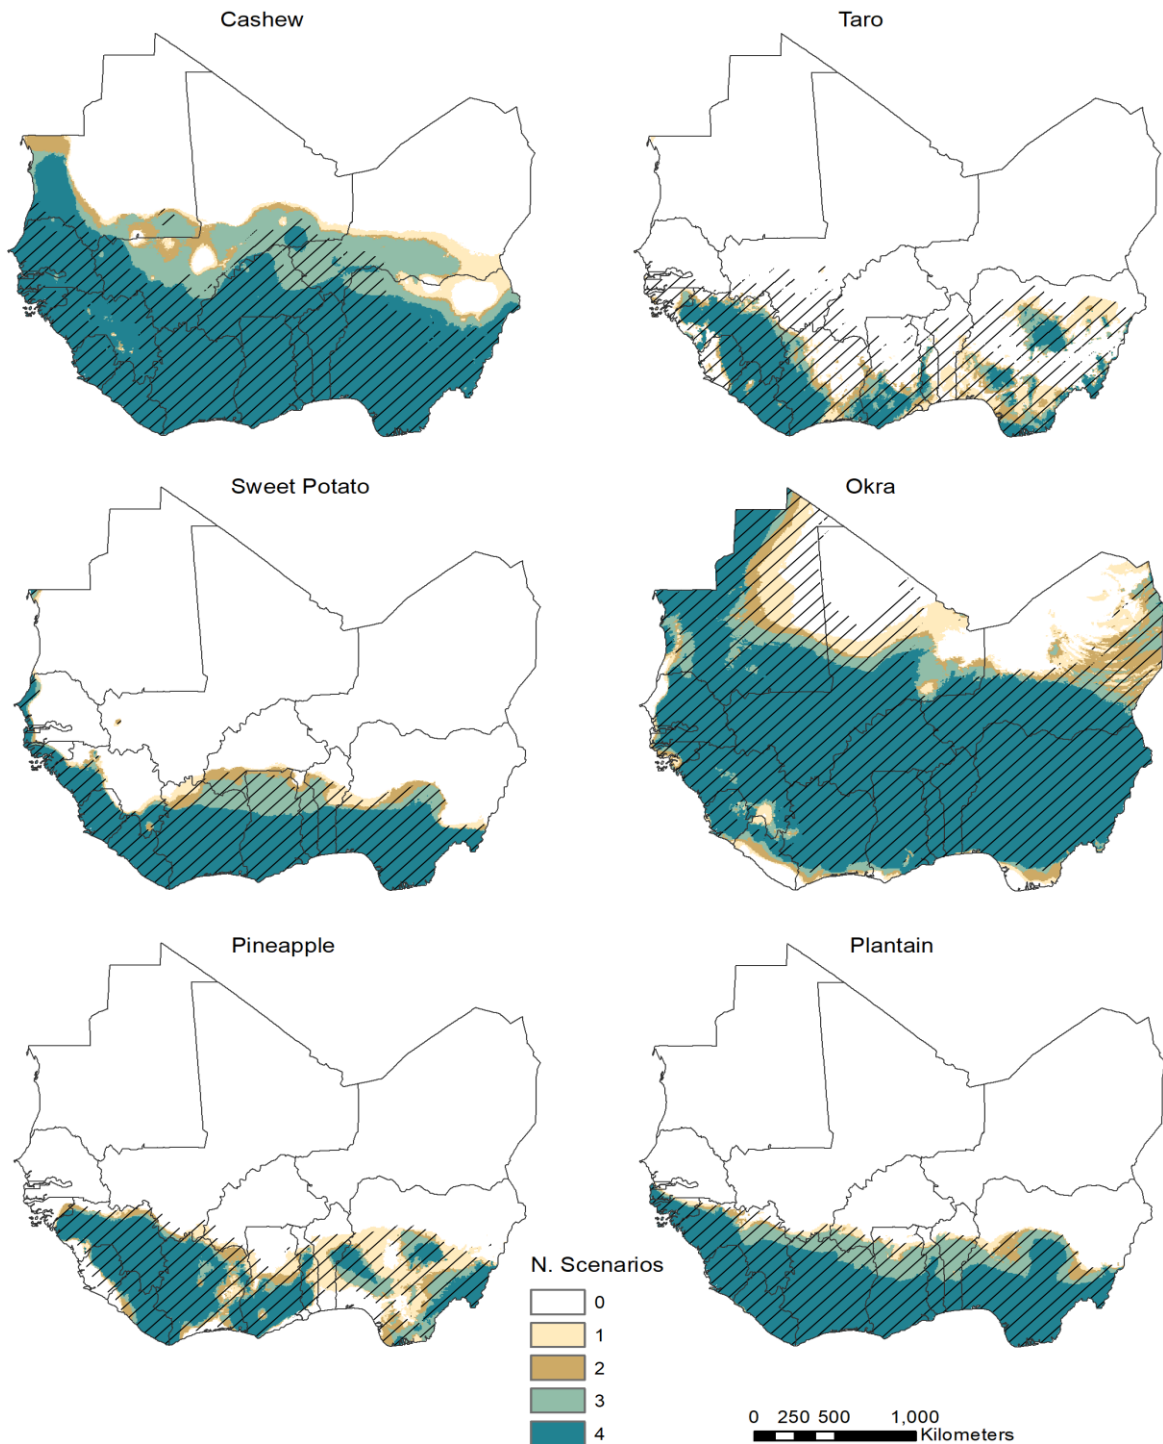 Cashew
Taro
Sweet Potato
Okra
Pineapple
Plantain
N. Scenarios
0
1
2
3
4
0 250 500 1,000
Kilometers